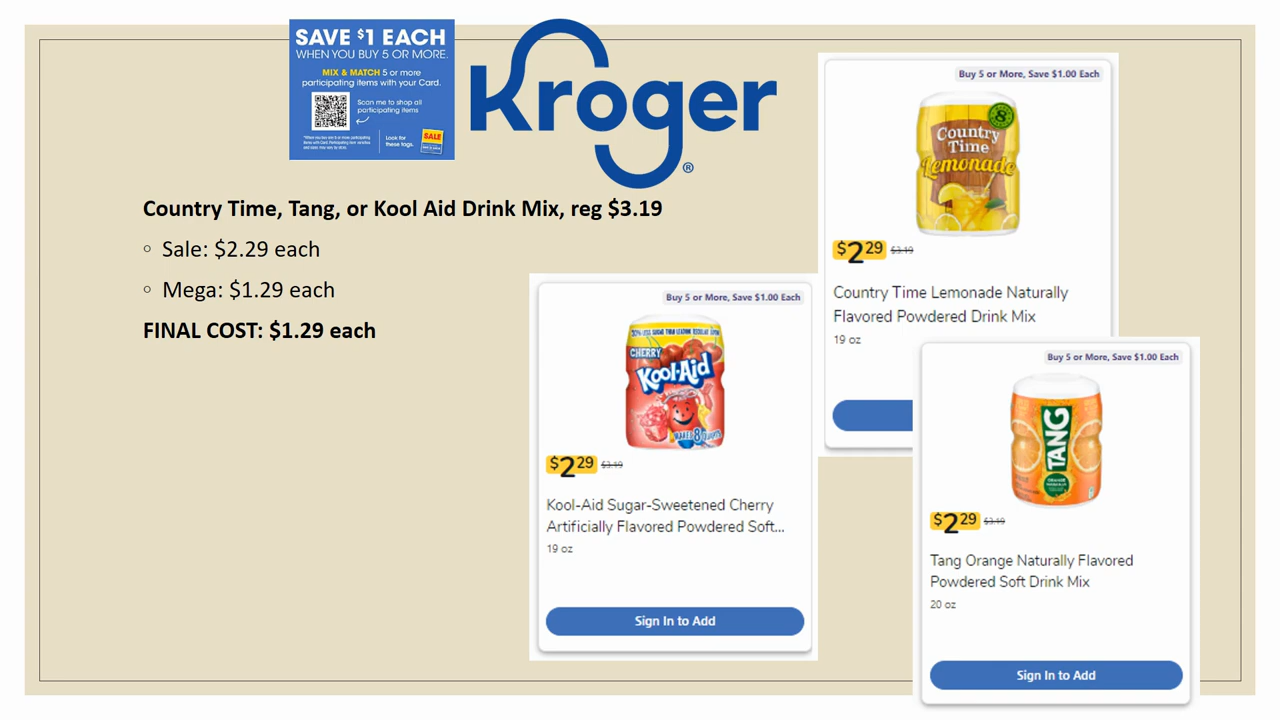 SAVE $1 EACH
WHEN YOU BUY 5 OR MORE.
MIX & MATCH 5 or more
participating items with your Card.
Scan me to shop all
participating items
Look for
these tags.
SALE
Kroger®
Country Time, Tang, or Kool Aid Drink Mix, reg $3.19
◦ Sale: $2.29 each
◦ Mega: $1.29 each
FINAL COST: $1.29 each
Buy 5 or More, Save $1.00 Each
Country
Time
Lemonade
8
$2 29 $3.19
Country Time Lemonade Naturally
Flavored Powdered Drink Mix
19 oz
Buy 5 or More, Save $1.00 Each
CHERRY
Kool-Aid
MAKES 8
$2 29 $3.19
Kool-Aid Sugar-Sweetened Cherry
Artificially Flavored Powdered Soft...
19 oz
Sign In to Add
Buy 5 or More, Save $1.00 Each
TANG
$2 29 $3.19
Tang Orange Naturally Flavored
Powdered Soft Drink Mix
20 oz
Sign In to Add